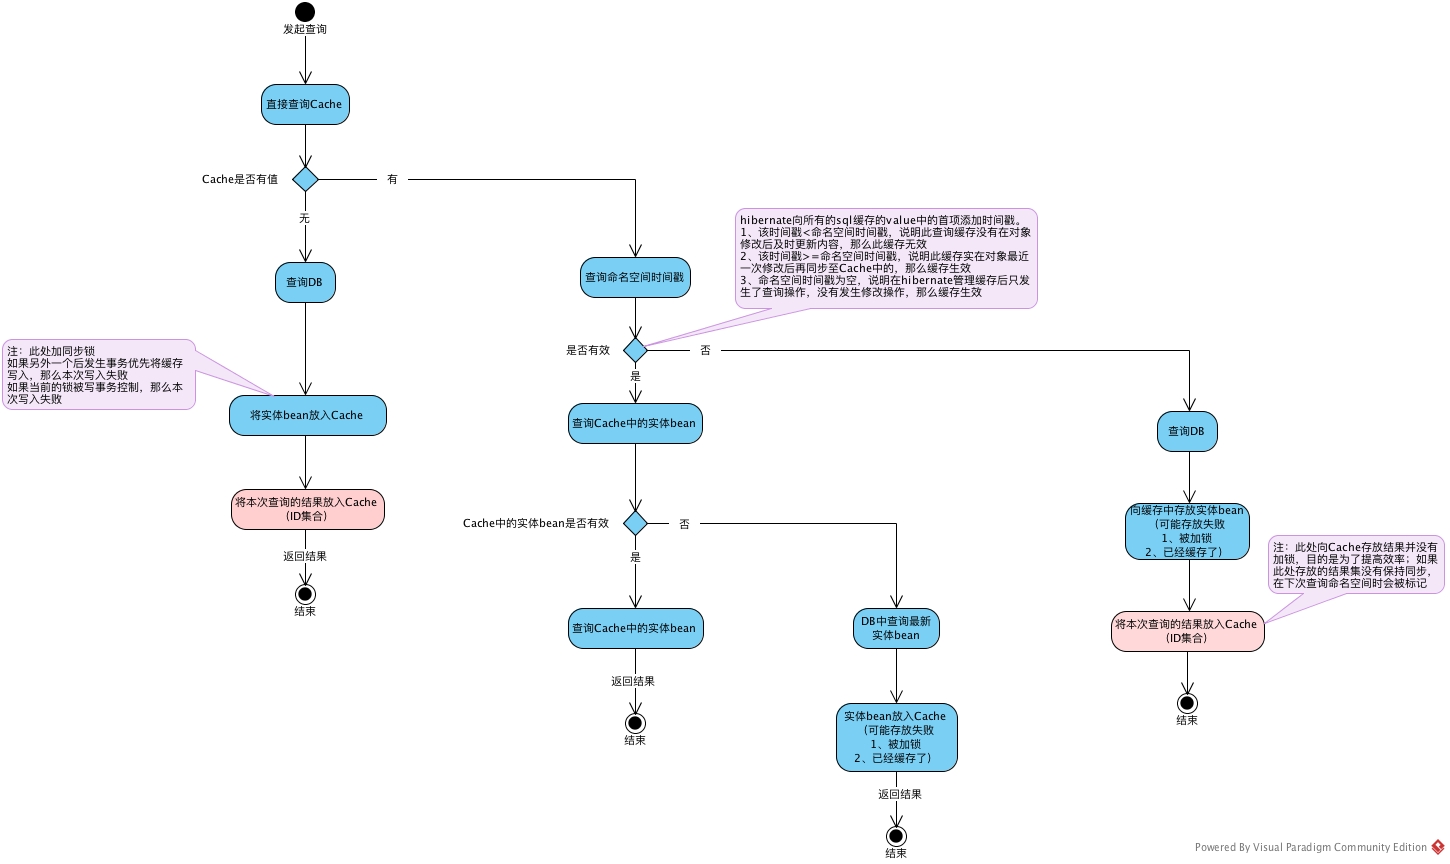 发起查询
直接查询Cache
Cache是否有值
有
无
查询DB
注：此处加同步锁
如果另外一个后发生事务优先将缓存
写入，那么本次写入失败
如果当前的锁被写事务控制，那么本
次写入失败
将实体bean放入Cache
将本次查询的结果放入Cache
(ID集合)
返回结果
结束
查询命名空间时间戳
hibernate向所有的sql缓存的value中的首项添加时间戳。
1、该时间戳<命名空间时间戳，说明此查询缓存没有在对象
修改后及时更新内容，那么此缓存无效
2、该时间戳>=命名空间时间戳，说明此缓存实在对象最近
一次修改后再同步至Cache中的，那么缓存生效
3、命名空间时间戳为空，说明在hibernate管理缓存后只发
生了查询操作，没有发生修改操作，那么缓存生效
是否有效
否
是
查询Cache中的实体bean
Cache中的实体bean是否有效
否
是
查询Cache中的实体bean
返回结果
结束
DB中查询最新
实体bean
实体bean放入Cache
(可能存放失败
1、被加锁
2、已经缓存了)
返回结果
结束
查询DB
向缓存中存放实体bean
(可能存放失败
1、被加锁
2、已经缓存了)
注：此处向Cache存放结果并没有
加锁，目的是为了提高效率；如果
此处存放的结果集没有保持同步，
在下次查询命名空间时会被标记
将本次查询的结果放入Cache
(ID集合)
结束
Powered By Visual Paradigm Community Edition